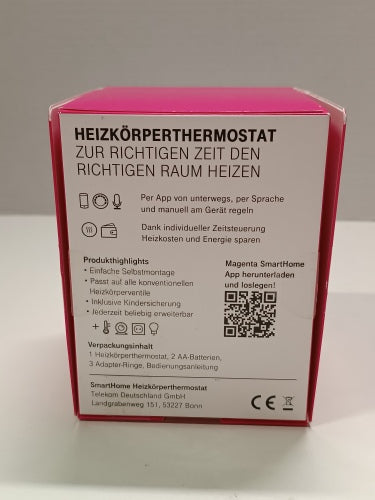 HEIZKÖRPERTHERMOSTAT
ZUR RICHTIGEN ZEIT DEN
RICHTIGEN RAUM HEIZEN
Per App von unterwegs, per Sprache
und manuell am Gerät regeln
Dank individueller Zeitsteuerung
Heizkosten und Energie sparen
Produkthighlights
• Einfache Selbstmontage
• Passt auf alle konventionellen
Heizkörperventile
• Inklusive Kindersicherung
• Jederzeit beliebig erweiterbar
+
Magenta SmartHome
App herunterladen
und loslegen!
Verpackungsinhalt
1 Heizkörperthermostat, 2 AA-Batterien,
3 Adapter-Ringe, Bedienungsanleitung
SmartHome Heizkörperthermostat
Telekom Deutschland GmbH
Landgrabenweg 151, 53227 Bonn
CE